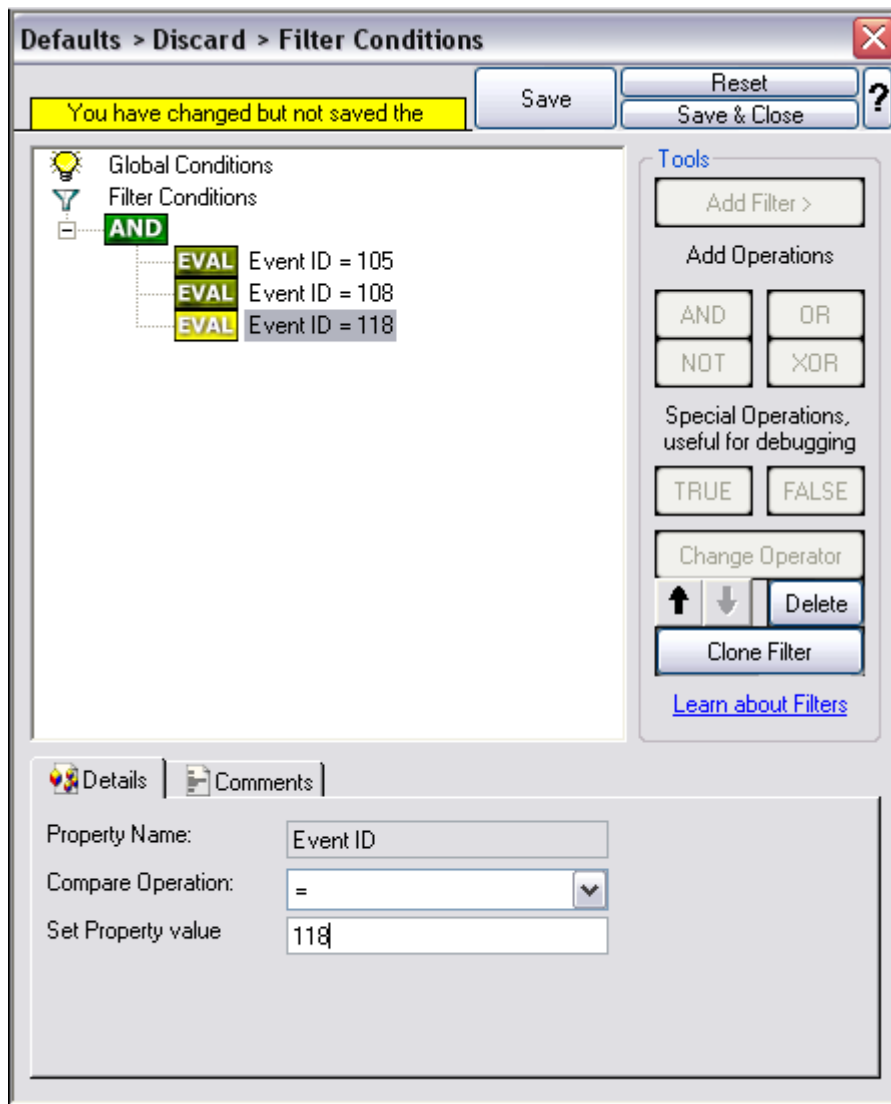 Defaults > Discard > Filter Conditions
You have changed but not saved the
Save
Reset
Save & Close
?
Global Conditions
Filter Conditions
AND
EVAL Event ID = 105
EVAL Event ID = 108
EVAL Event ID = 118
Tools
Add Filter >
Add Operations
AND OR
NOT XOR
Special Operations,
useful for debugging
TRUE FALSE
Change Operator
Delete
Clone Filter
Learn about Filters
Details Comments
Property Name: Event ID
Compare Operation: =
Set Property value 118